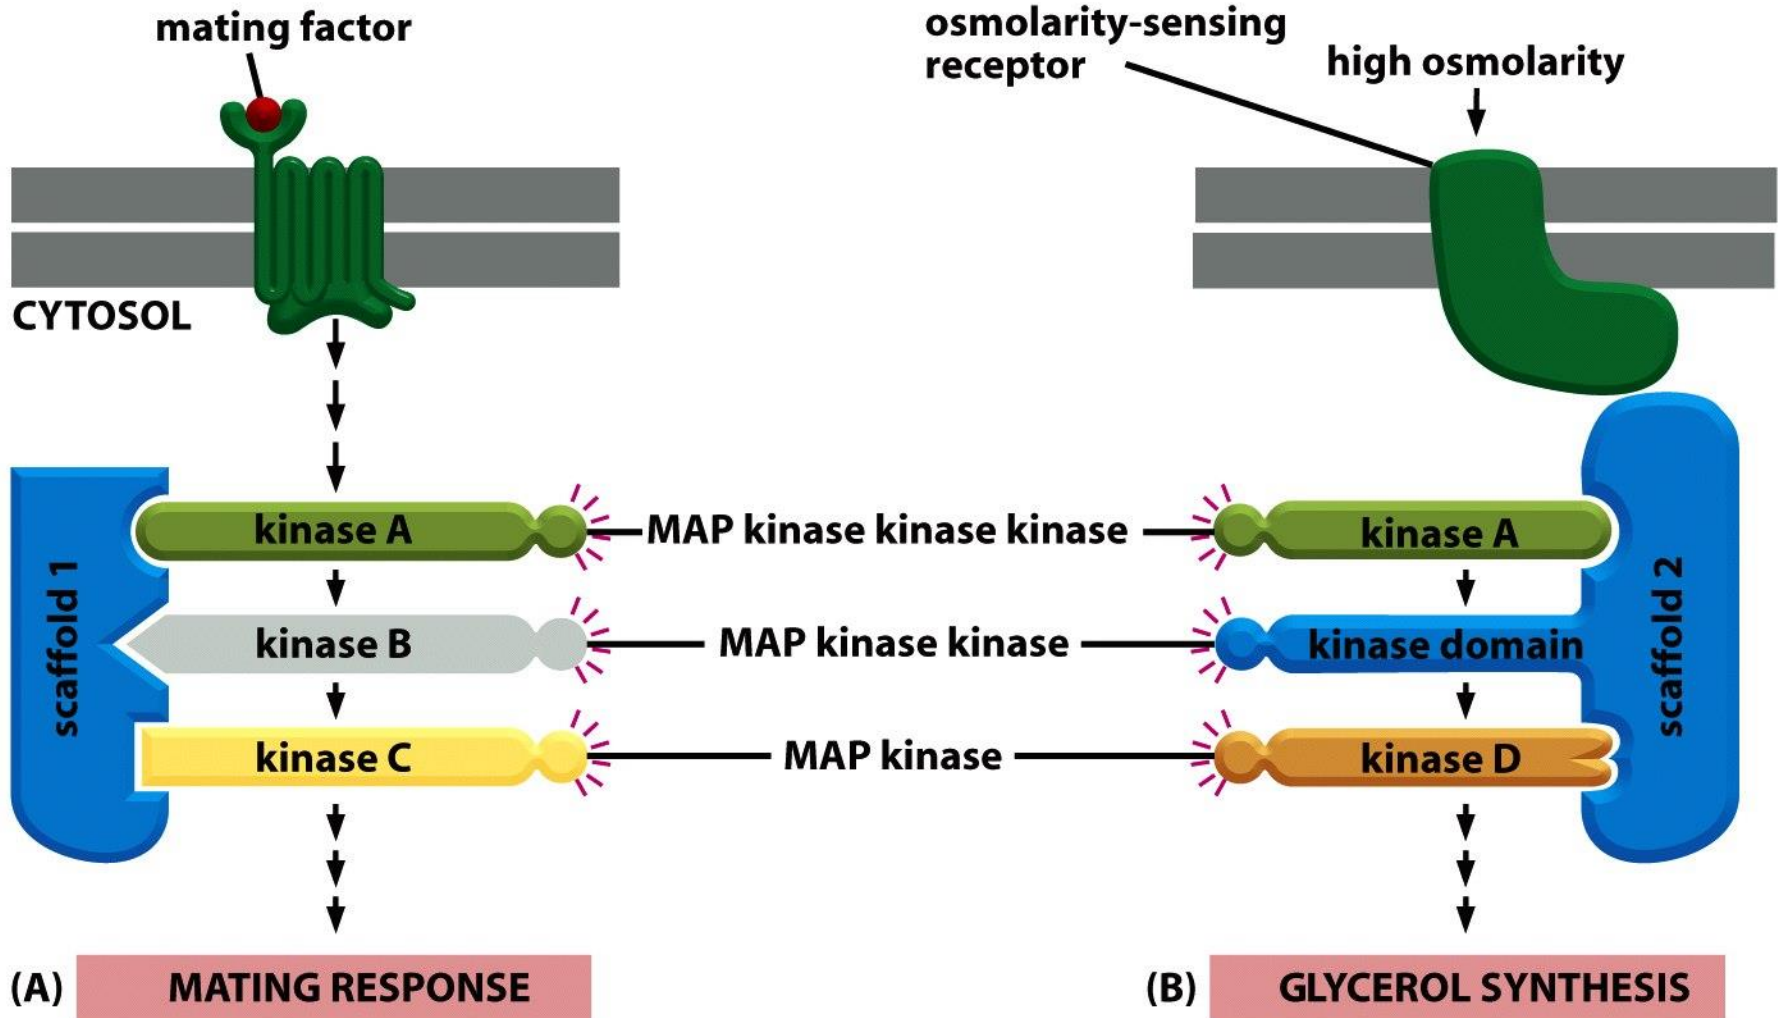 mating factor
osmolarity-sensing
receptor
high osmolarity
CYTOSOL
scaffold 1
kinase A
MAP kinase kinase kinase
kinase A
kinase B
MAP kinase kinase
kinase domain
kinase C
MAP kinase
kinase D
scaffold 2
(A) MATING RESPONSE
(B) GLYCEROL SYNTHESIS